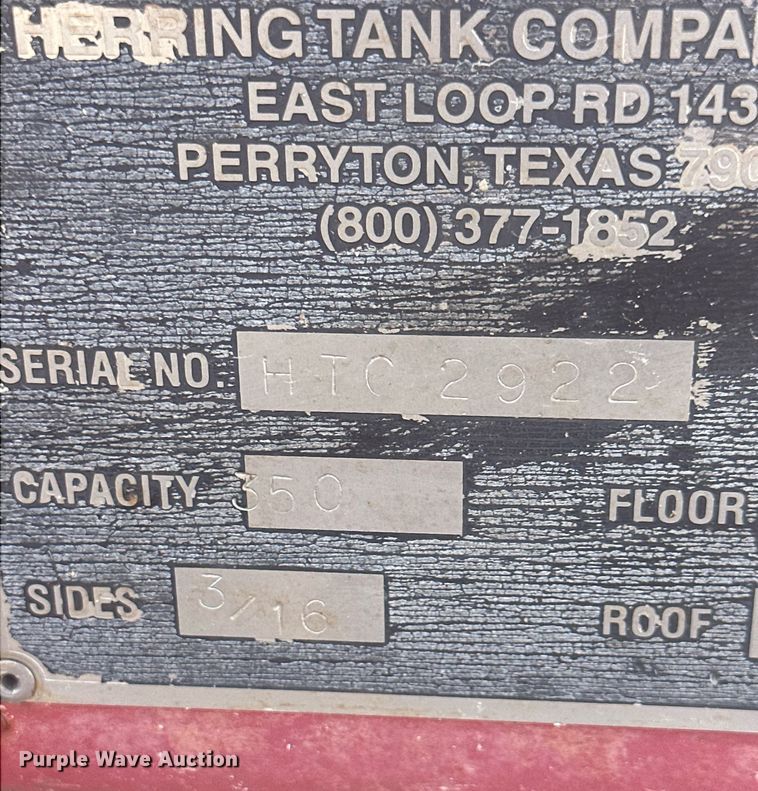 HERRING TANK COMPA
EAST LOOP RD 143
PERRYTON, TEXAS 790
(800) 377-1852
SERIAL NO. HTC 2922
CAPACITY 350 FLOOR
SIDES 3/16 ROOF
Purple Wave Auction